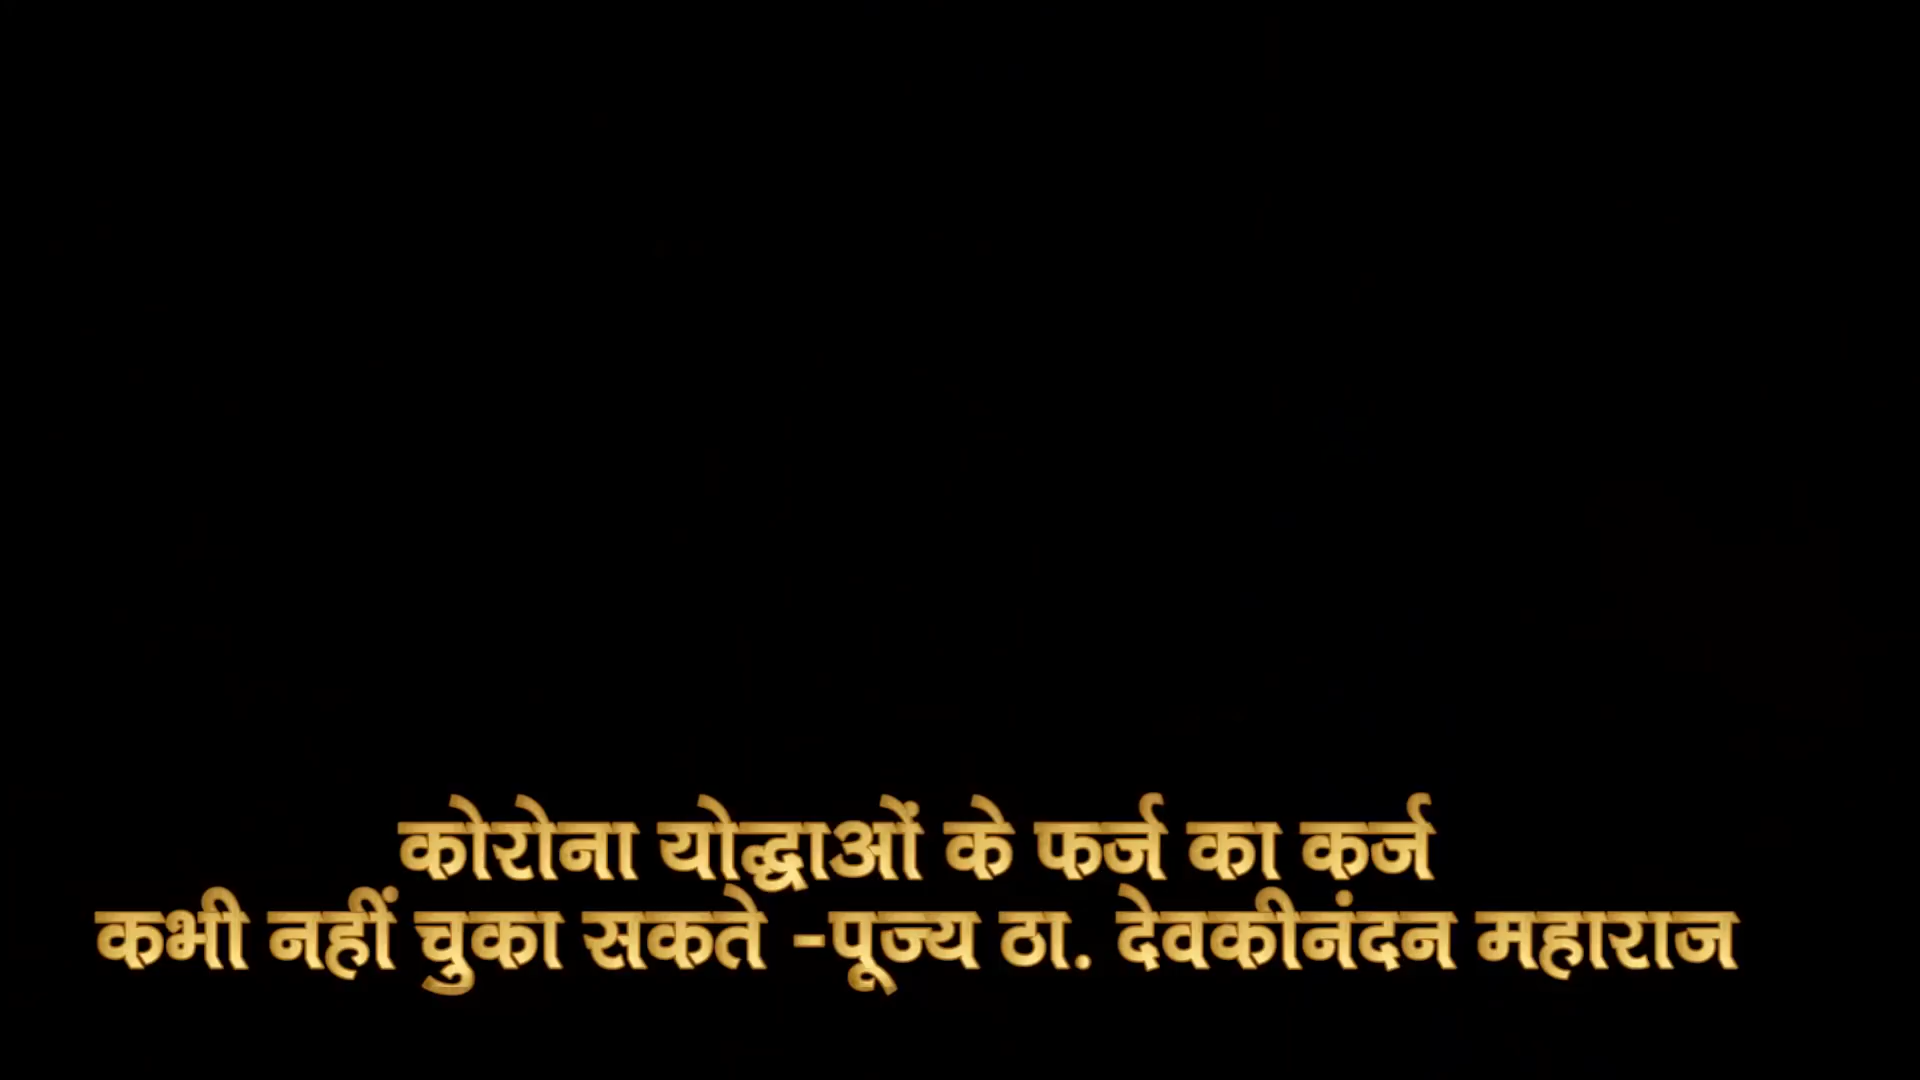 कोरोना योद्धाओं के फर्ज का कर्ज
कभी नहीं चुका सकते -पूज्य ठा. देवकीनंदन महाराज